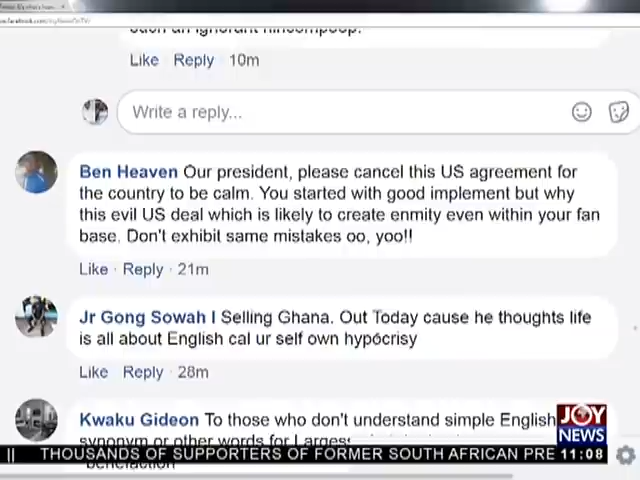 such an ignorant nincompoop.
Like Reply 10m
Write a reply...
Ben Heaven Our president, please cancel this US agreement for
the country to be calm. You started with good implement but why
this evil US deal which is likely to create enmity even within your fan
base. Don't exhibit same mistakes oo, yoo!!
Like · Reply · 21m
Jr Gong Sowah I Selling Ghana. Out Today cause he thoughts life
is all about English cal ur self own hypocrisy
Like Reply · 28m
Kwaku Gideon To those who don't understand simple English
synonym or other words for Largess
benefaction
JOY
NEWS
|| THOUSANDS OF SUPPORTERS OF FORMER SOUTH AFRICAN PRE 11:08